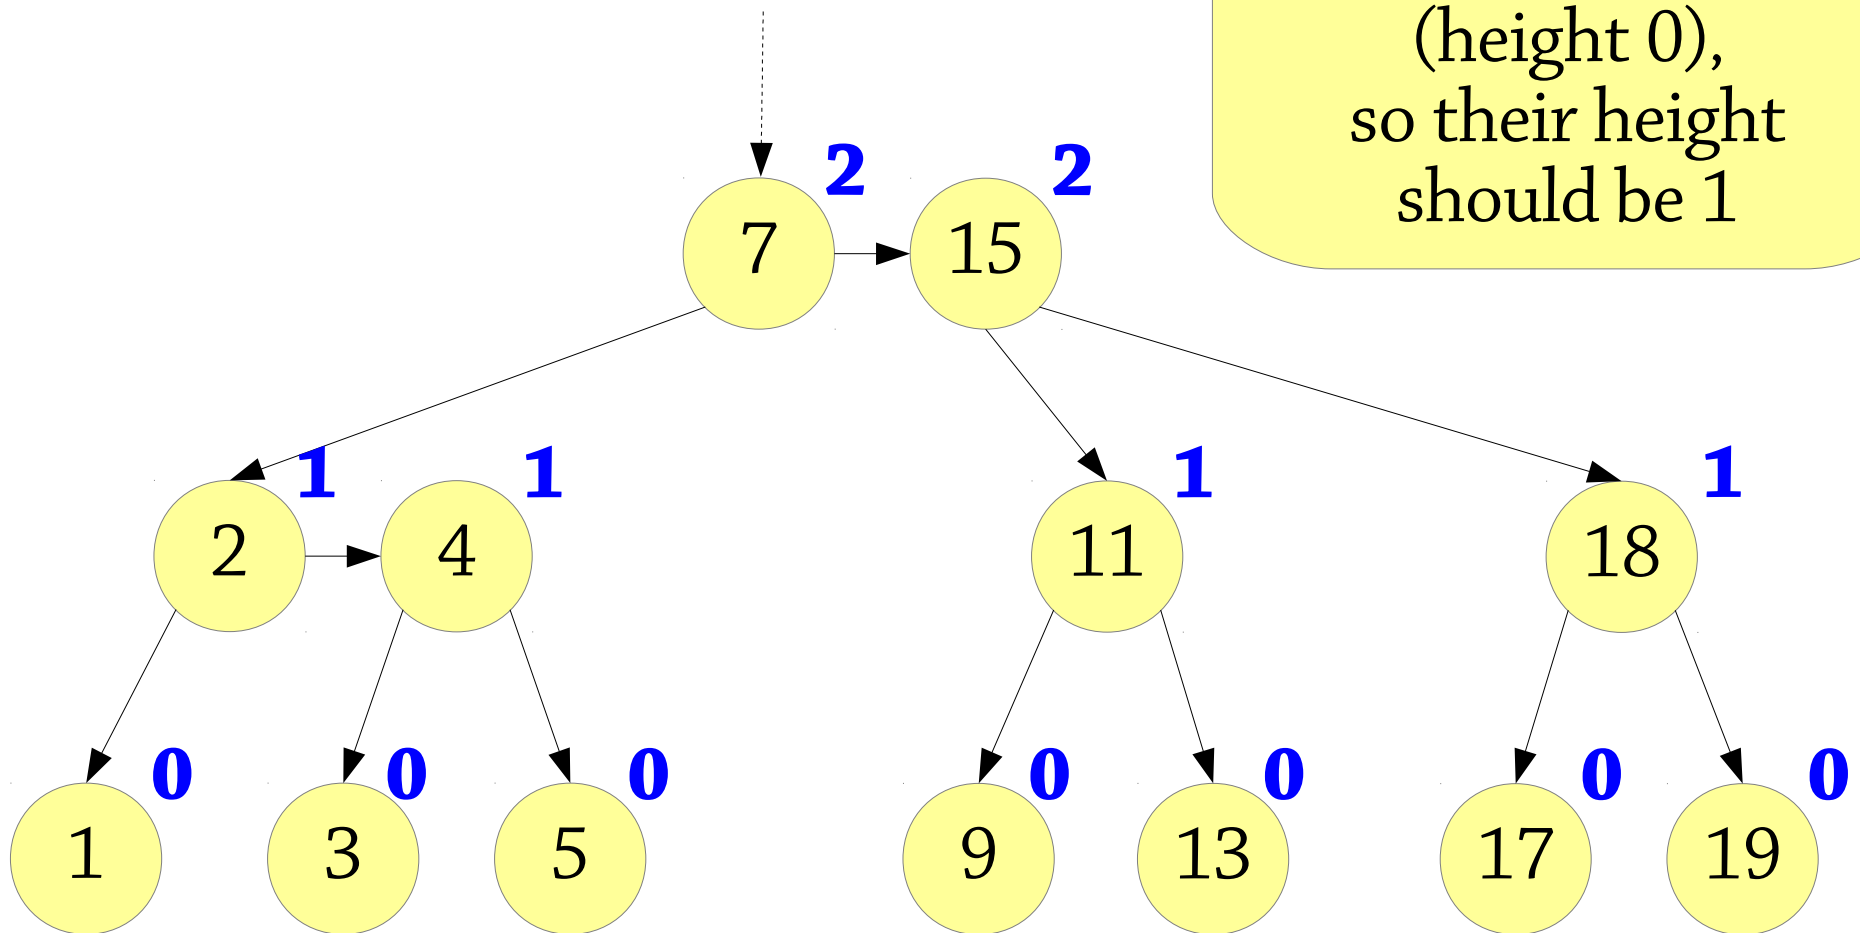 (height 0),
so their height
should be 1
2 2
7 15
1 1 1 1
2 4 11 18
0 0 0 0 0 0 0
1 3 5 9 13 17 19